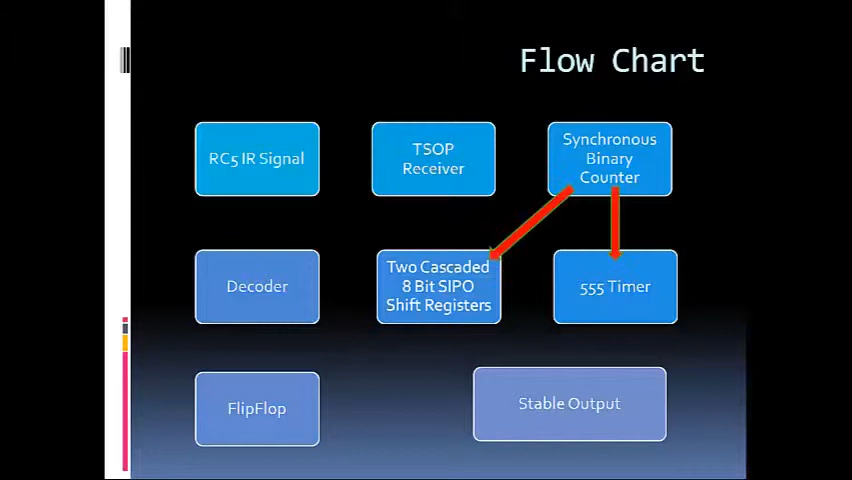 Flow Chart
RC5 IR Signal
TSOP
Receiver
Synchronous
Binary
Counter
Decoder
Two Cascaded
8 Bit SIPO
Shift Registers
555 Timer
FlipFlop
Stable Output